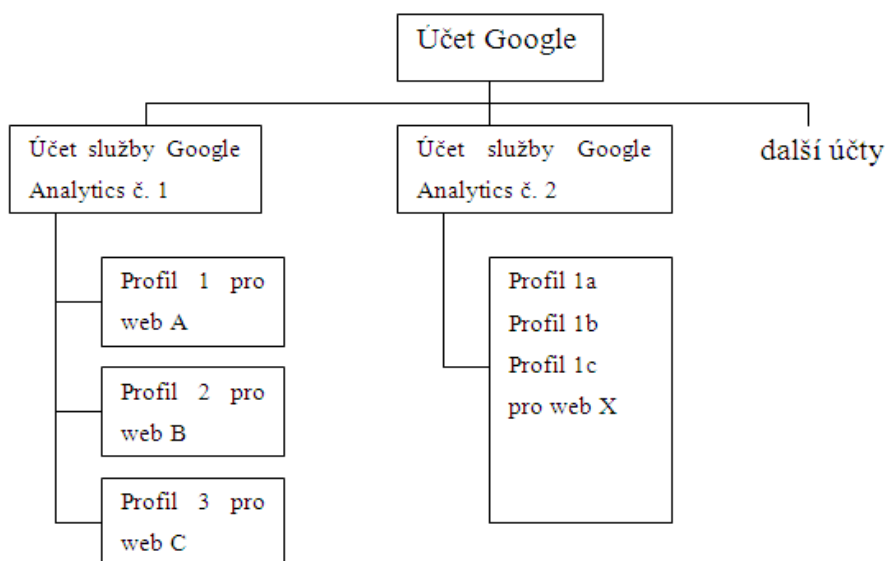 Účet Google
Účet služby Google
Analytics č. 1
Účet služby Google
Analytics č. 2
další účty
Profil 1 pro
web A
Profil 2 pro
web B
Profil 3 pro
web C
Profil 1a
Profil 1b
Profil 1c
pro web X